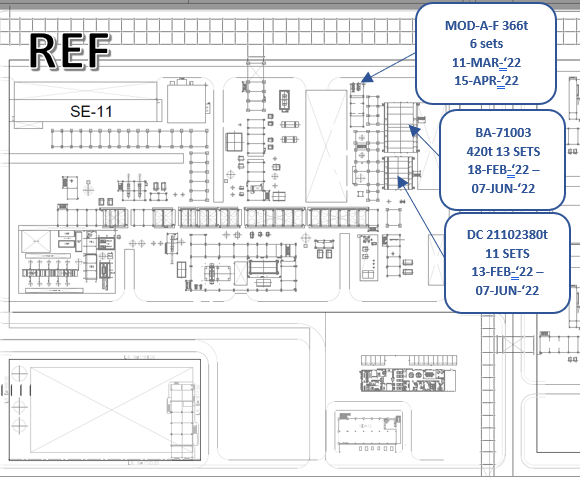 REF
SE-11
MOD-A-F 366t
6 sets
11-MAR-‘22
15-APR-‘22
BA-71003
420t 13 SETS
18-FEB-‘22 –
07-JUN-‘22
DC 21102380t
11 SETS
13-FEB-‘22 –
07-JUN-‘22